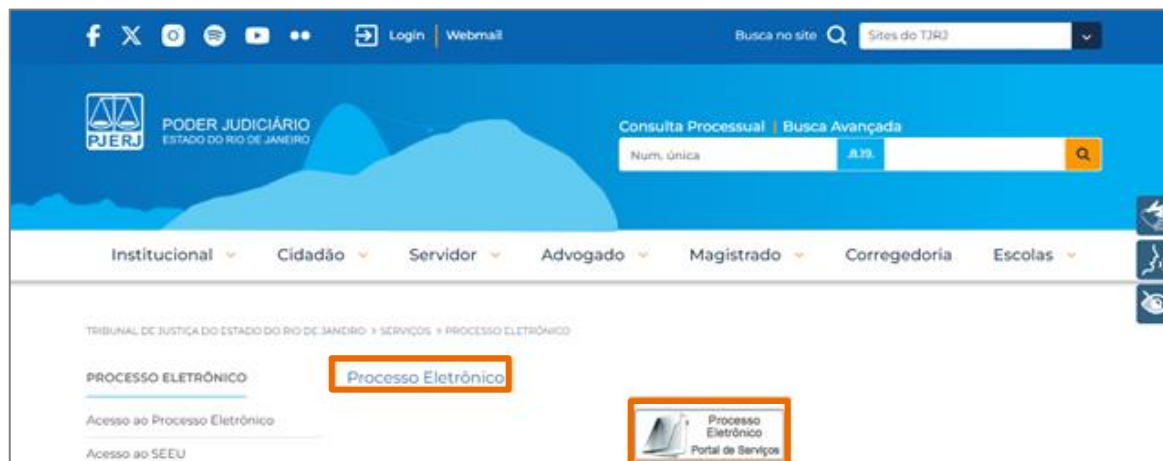 Login | Webmail
Busca no site
Sites do TJRJ
PJERJ
PODER JUDICIÁRIO
ESTADO DO RIO DE JANEIRO
Consulta Processual | Busca Avançada
Num. única
.8.19.
Institucional
Cidadão
Servidor
Advogado
Magistrado
Corregedoria
Escolas
TRIBUNAL DE JUSTIÇA DO ESTADO DO RIO DE JANEIRO > SERVIÇOS > PROCESSO ELETRÔNICO
PROCESSO ELETRÔNICO
Processo Eletrônico
Acesso ao Processo Eletrônico
Processo
Eletrônico
Portal de Serviços
Acesso ao SEEU